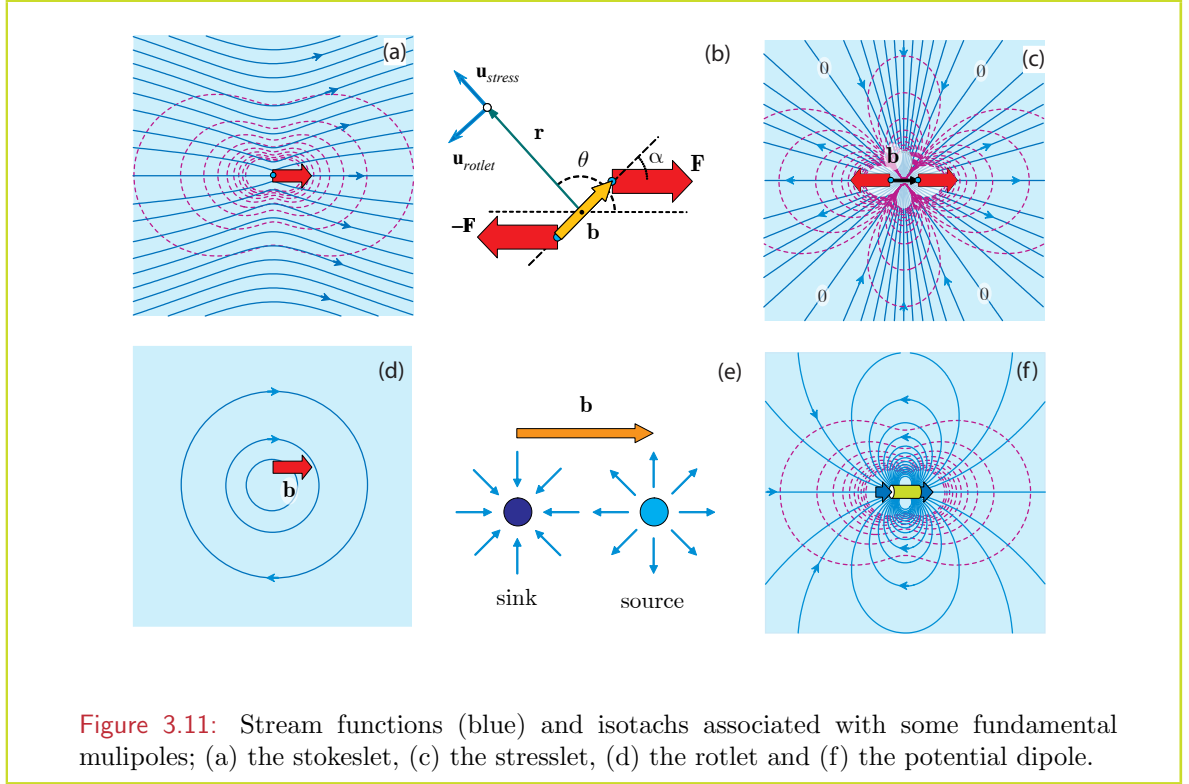 (a)
(b)
(c)
u_stress
r
u_rotlet
θ
α
F
–F
b
b
0
0
0
0
(d)
b
(e)
b
sink
source
(f)
Figure 3.11: Stream functions (blue) and isotachs associated with some fundamental
mulipoles; (a) the stokeslet, (c) the stresslet, (d) the rotlet and (f) the potential dipole.